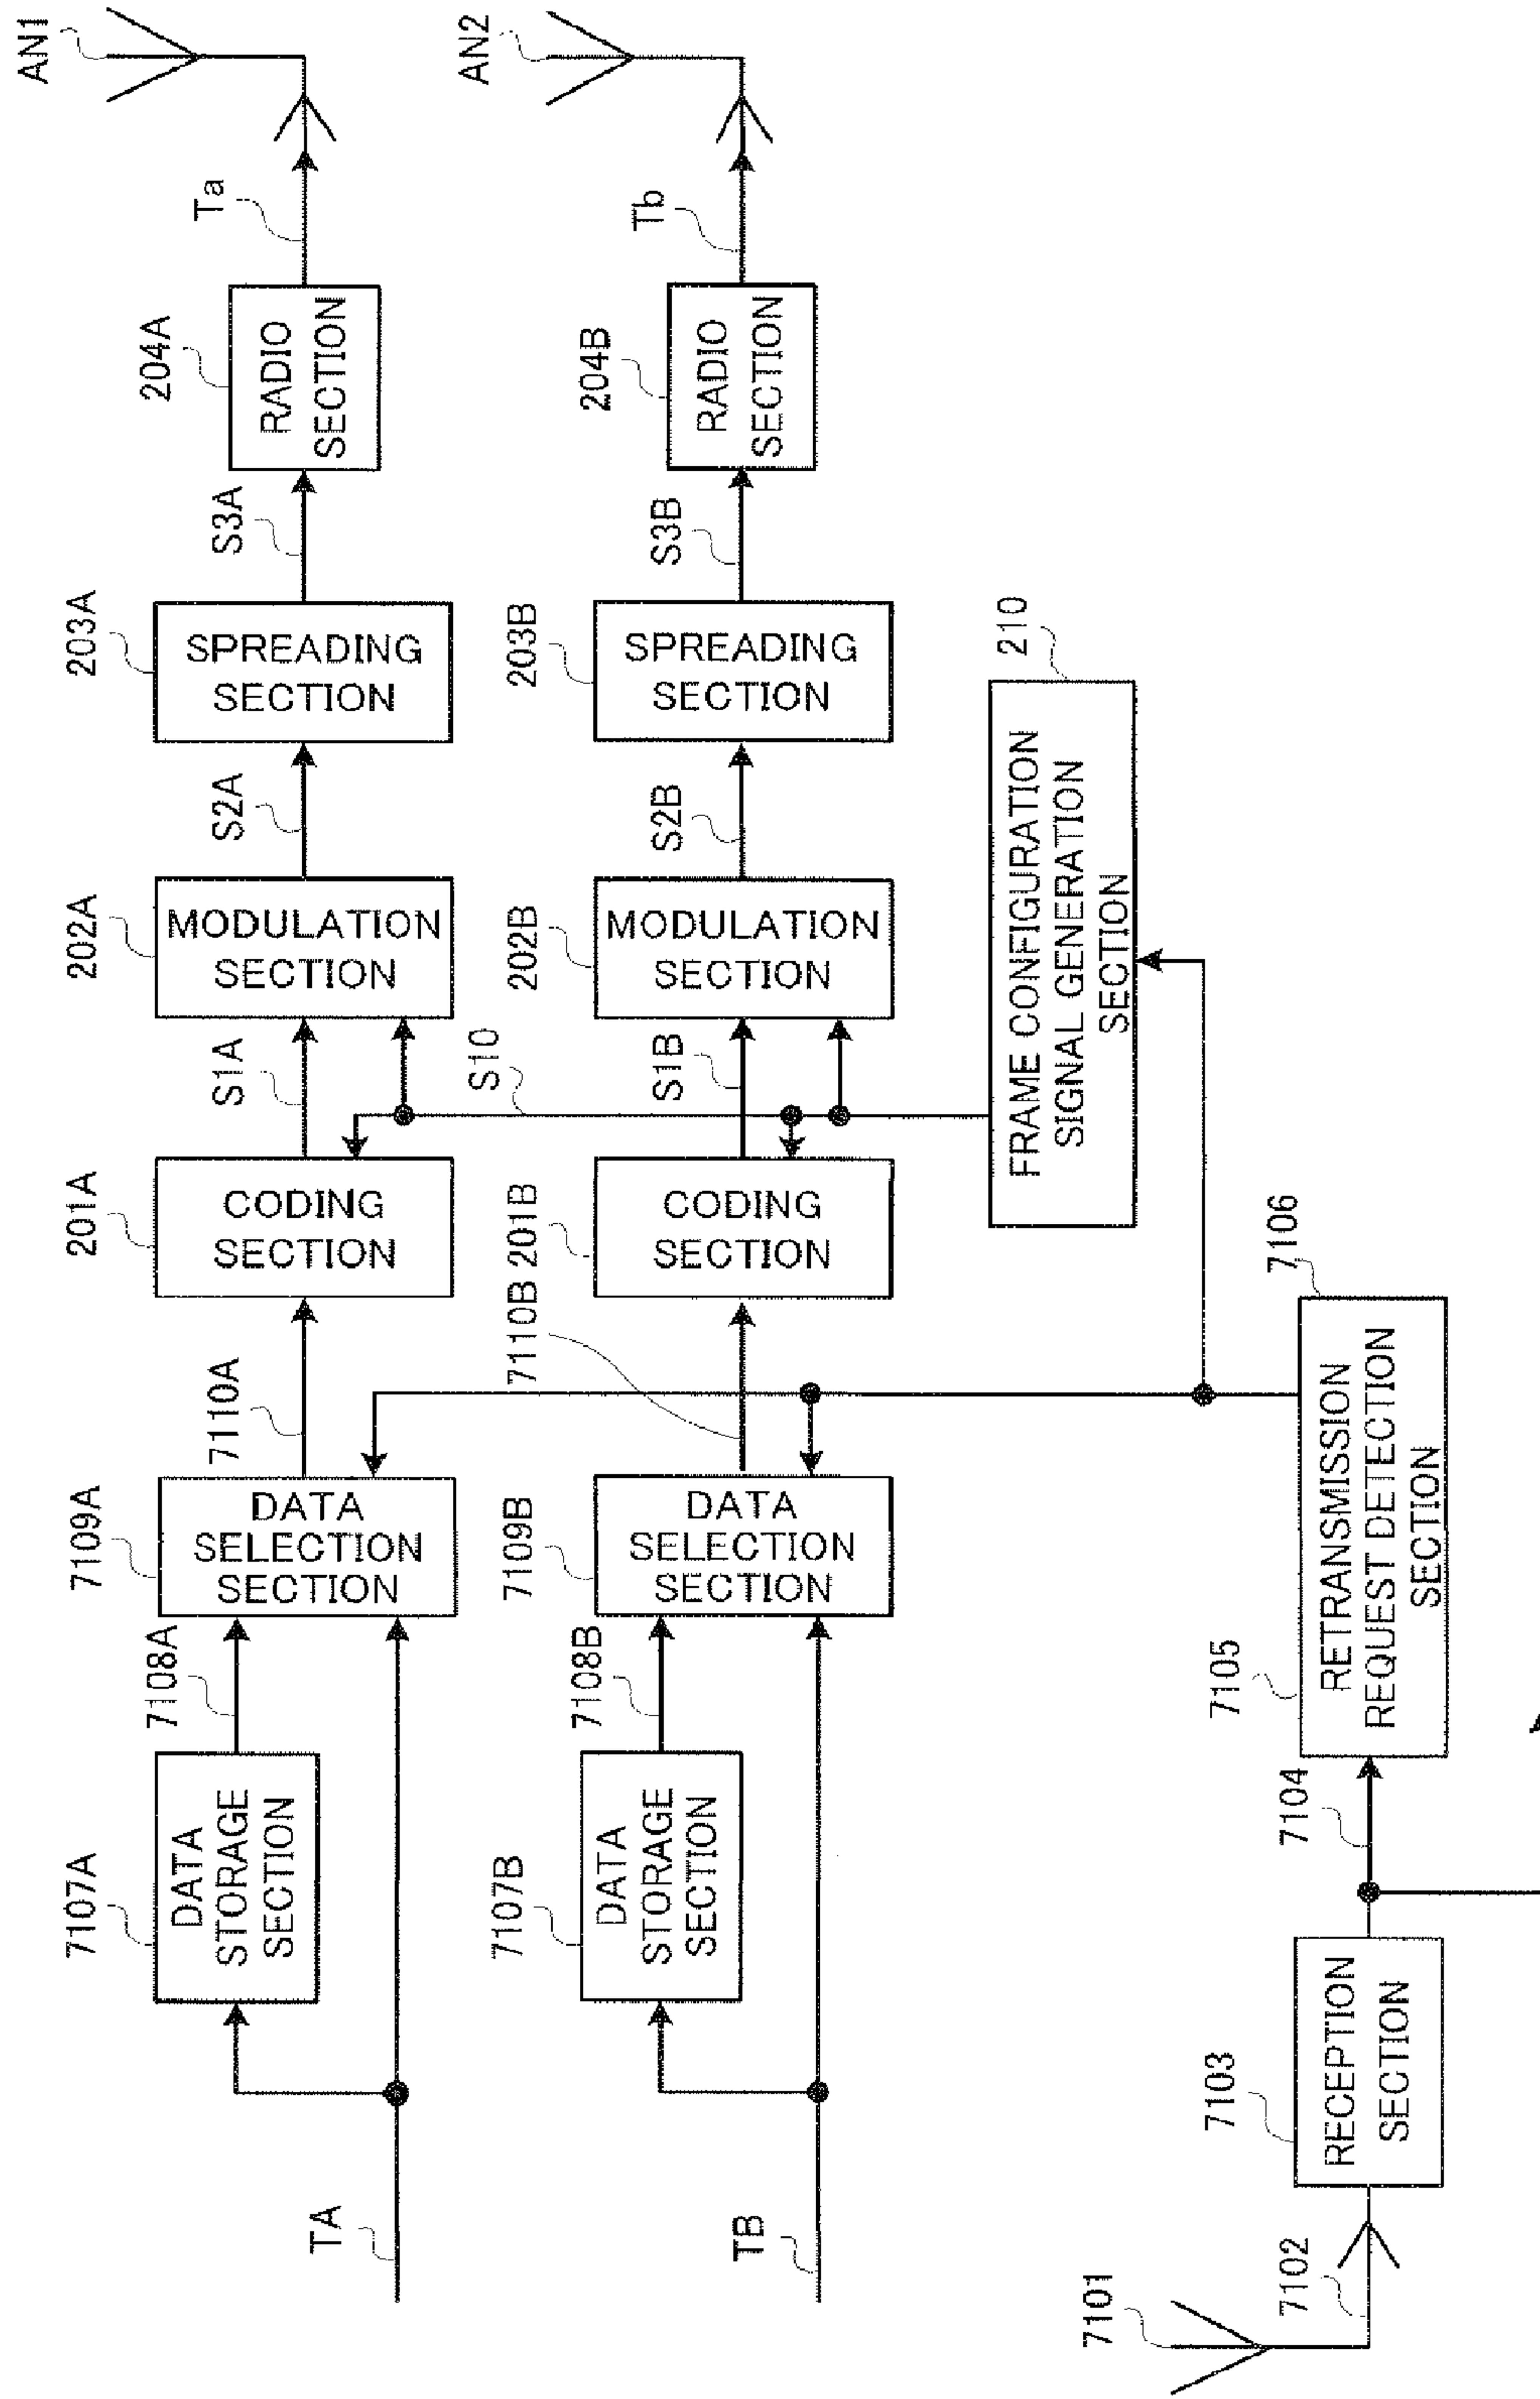 TA
7107A
DATA
STORAGE
SECTION
7108A
7109A
DATA
SELECTION
SECTION
7110A
201A
CODING
SECTION
S1A
202A
MODULATION
SECTION
S2A
203A
SPREADING
SECTION
S3A
204A
RADIO
SECTION
Ta
AN1
TB
7107B
DATA
STORAGE
SECTION
7108B
7109B
DATA
SELECTION
SECTION
7110B
201B
CODING
SECTION
S10
S1B
202B
MODULATION
SECTION
S2B
203B
SPREADING
SECTION
S3B
204B
RADIO
SECTION
Tb
AN2
FRAME CONFIGURATION
SIGNAL GENERATION
SECTION
210
7101
7102
7103
RECEPTION
SECTION
7104
7105
RETRANSMISSION
REQUEST DETECTION
SECTION
7106